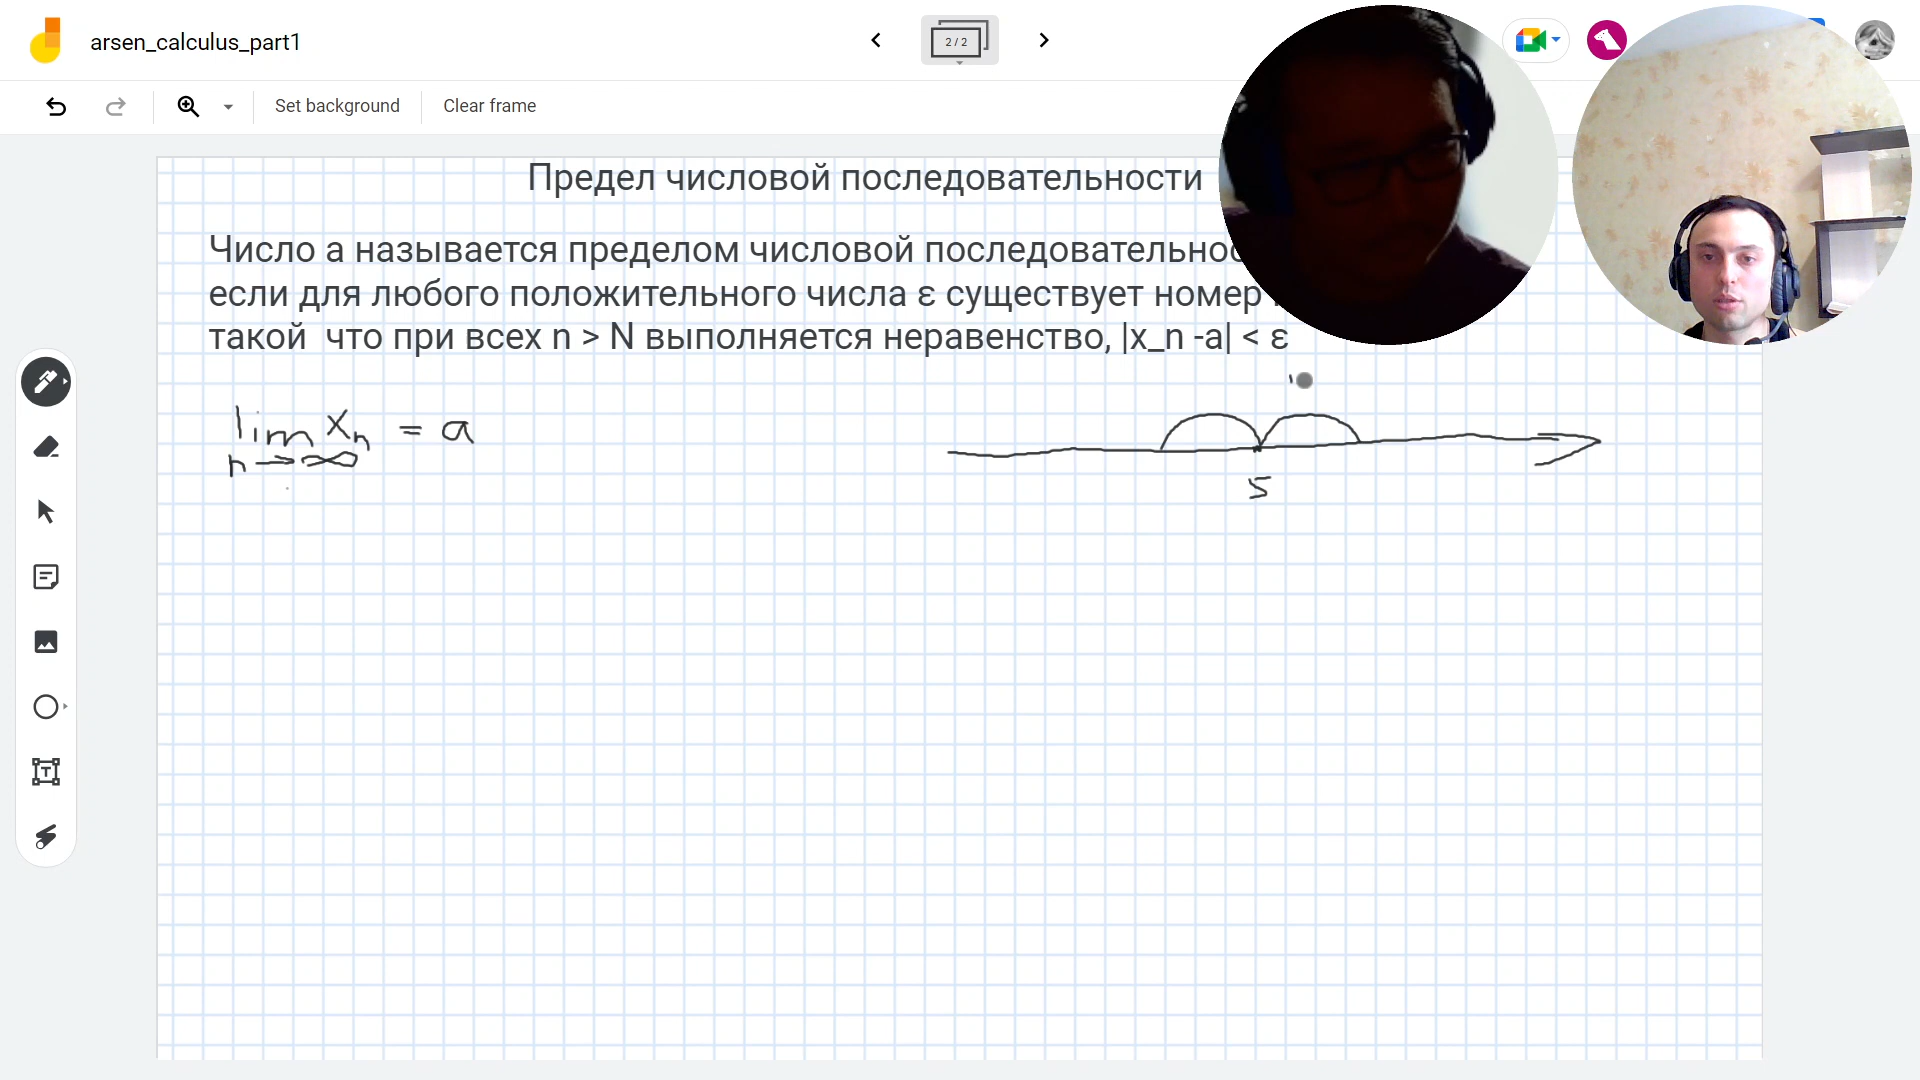 arsen_calculus_part1
2 / 2
Set background
Clear frame
Предел числовой последовательности
Число a называется пределом числовой
если для любого положительного числа ε существует номер
такой что при всех n > N выполняется неравенство, |x_n -a| < ε
lim xₙ = a
n → ∞
5